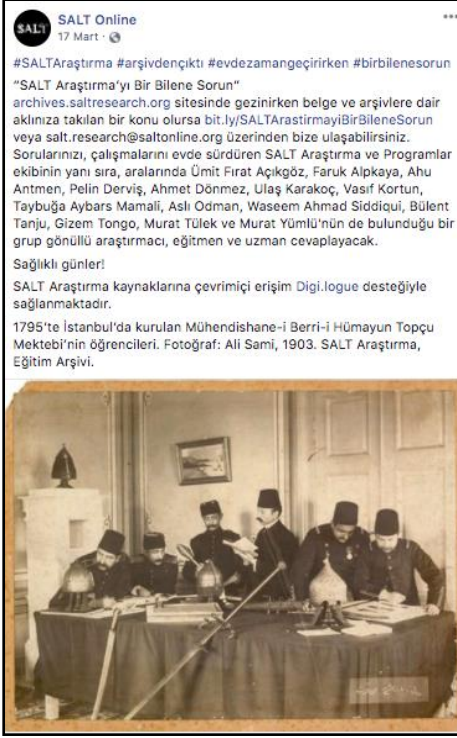 SALT
SALT Online
17 Mart ·
#SALTAraştırma #arşivdençıktı #evdezamangeçirirken #birbilenesorun
"SALT Araştırma'yı Bir Bilene Sorun"
archives.saltresearch.org sitesinde gezinirken belge ve arşivlere dair
aklınıza takılan bir konu olursa bit.ly/SALTArastirmayiBirBileneSorun
veya salt.research@saltonline.org üzerinden bize ulaşabilirsiniz.
Sorularınızı, çalışmalarını evde sürdüren SALT Araştırma ve Programlar
ekibinin yanı sıra, aralarında Ümit Fırat Açıkgöz, Faruk Alpkaya, Ahu
Antmen, Pelin Derviş, Ahmet Dönmez, Ulaş Karakoç, Vasıf Kortun,
Taybuğa Aybars Mamali, Aslı Odman, Waseem Ahmad Siddiqui, Bülent
Tanju, Gizem Tongo, Murat Tülek ve Murat Yümlü'nün de bulunduğu bir
grup gönüllü araştırmacı, eğitmen ve uzman cevaplayacak.
Sağlıklı günler!
SALT Araştırma kaynaklarına çevrimiçi erişim Digi.logue desteğiyle
sağlanmaktadır.
1795'te İstanbul'da kurulan Mühendishane-i Berri-i Hümayun Topçu
Mektebi'nin öğrencileri. Fotoğraf: Ali Sami, 1903. SALT Araştırma,
Eğitim Arşivi.